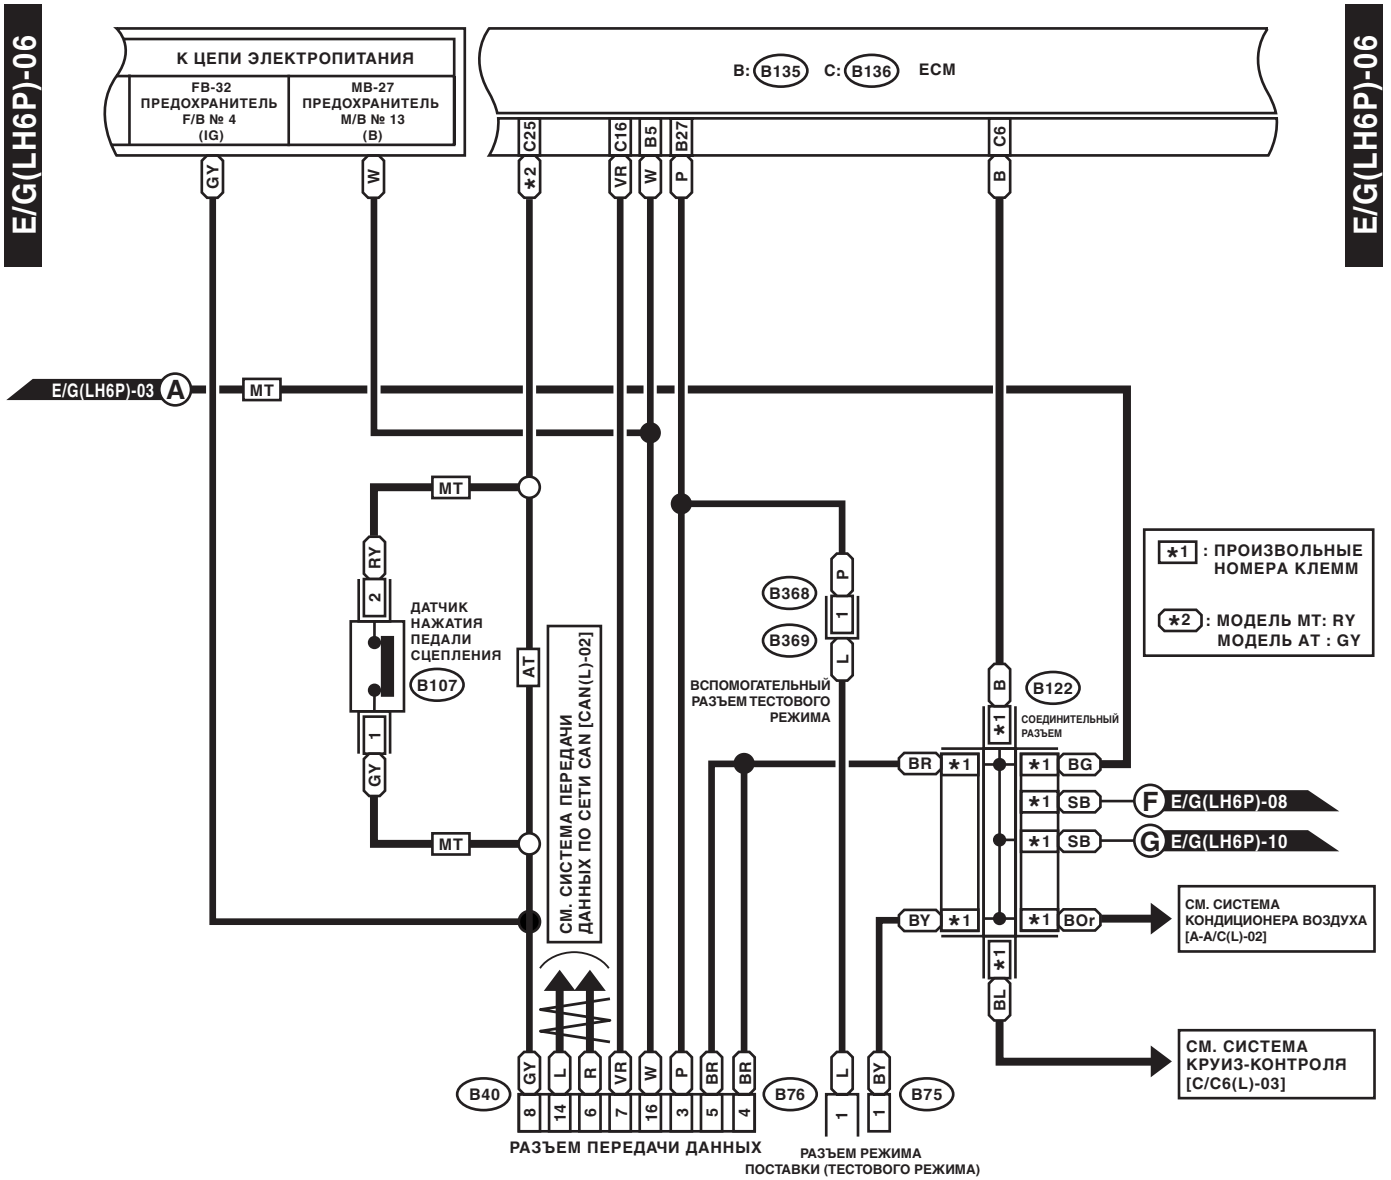 E/G(LH6P)-06
E/G(LH6P)-06
К ЦЕПИ ЭЛЕКТРОПИТАНИЯ
FB-32
ПРЕДОХРАНИТЕЛЬ
F/B № 4
(IG)
MB-27
ПРЕДОХРАНИТЕЛЬ
M/B № 13
(B)
B: B135 C: B136 ECM
C25
C16
B5
B27
C6
GY
W
*2
VR
W
P
B
E/G(LH6P)-03 A
MT
MT
RY
2
ДАТЧИК
НАЖАТИЯ
ПЕДАЛИ
СЦЕПЛЕНИЯ
B107
1
GY
MT
AT
СМ. СИСТЕМА ПЕРЕДАЧИ
ДАННЫХ ПО СЕТИ CAN [CAN(L)-02]
P
B368
1
B369
L
ВСПОМОГАТЕЛЬНЫЙ
РАЗЪЕМ ТЕСТОВОГО
РЕЖИМА
*1 : ПРОИЗВОЛЬНЫЕ
НОМЕРА КЛЕММ
*2 : МОДЕЛЬ MT: RY
МОДЕЛЬ AT : GY
B
B122
*1
СОЕДИНИТЕЛЬНЫЙ
РАЗЪЕМ
BR *1
*1 BG
*1 SB
F E/G(LH6P)-08
*1 SB
G E/G(LH6P)-10
BY *1
*1 BOr
СМ. СИСТЕМА
КОНДИЦИОНЕРА ВОЗДУХА
[A-A/C(L)-02]
*1
BL
СМ. СИСТЕМА
КРУИЗ-КОНТРОЛЯ
[C/C6(L)-03]
GY
L
R
VR
W
P
BR
BR
L
BY
B40
B76
B75
8
14
6
7
16
3
5
4
1
1
РАЗЪЕМ ПЕРЕДАЧИ ДАННЫХ
РАЗЪЕМ РЕЖИМА
ПОСТАВКИ (ТЕСТОВОГО РЕЖИМА)